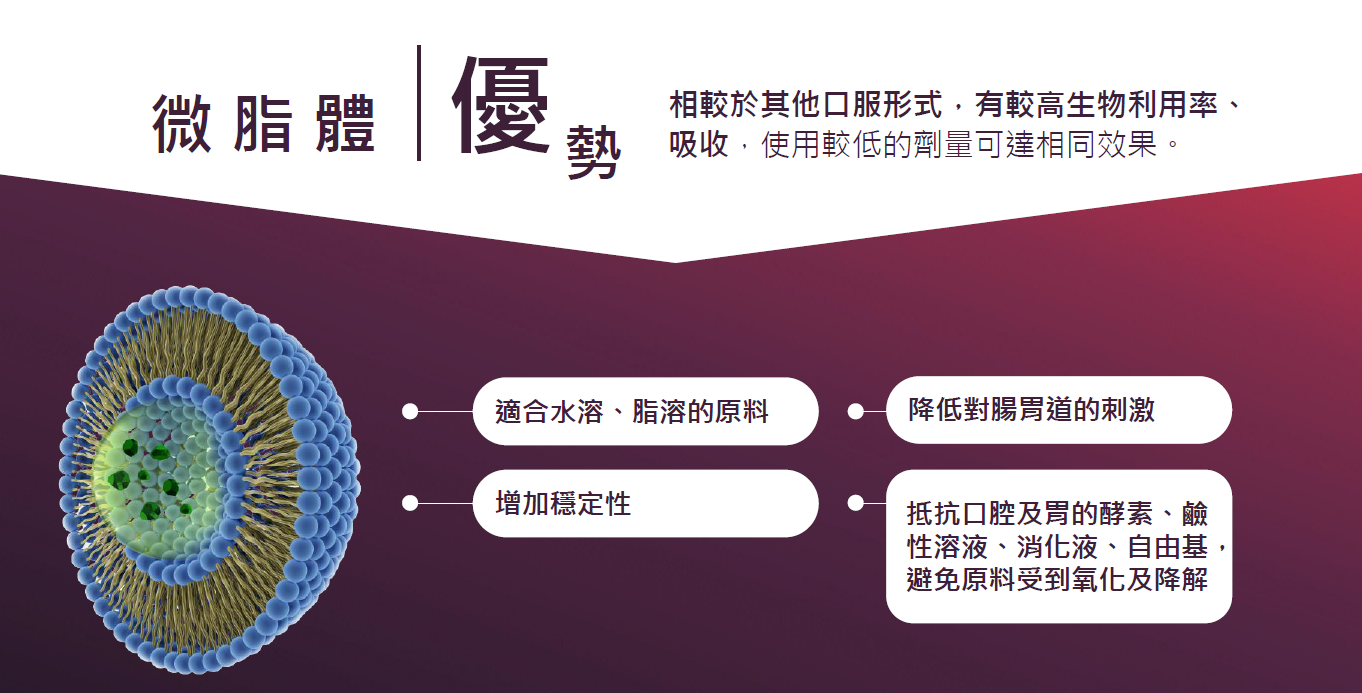 微脂體 優勢
相較於其他口服形式，有較高生物利用率、
吸收，使用較低的劑量可達相同效果。
適合水溶、脂溶的原料
降低對腸胃道的刺激
增加穩定性
抵抗口腔及胃的酵素、鹼
性溶液、消化液、自由基，
避免原料受到氧化及降解